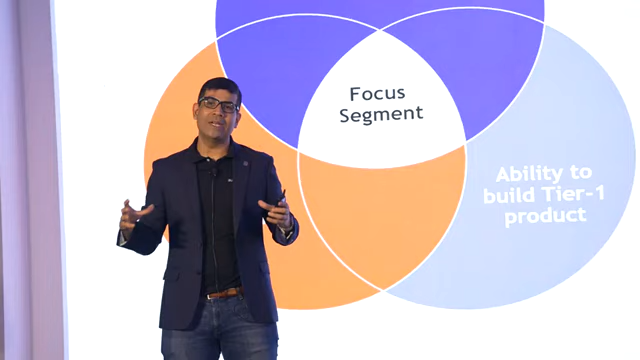 Focus
Segment
Ability to
build Tier-1
product